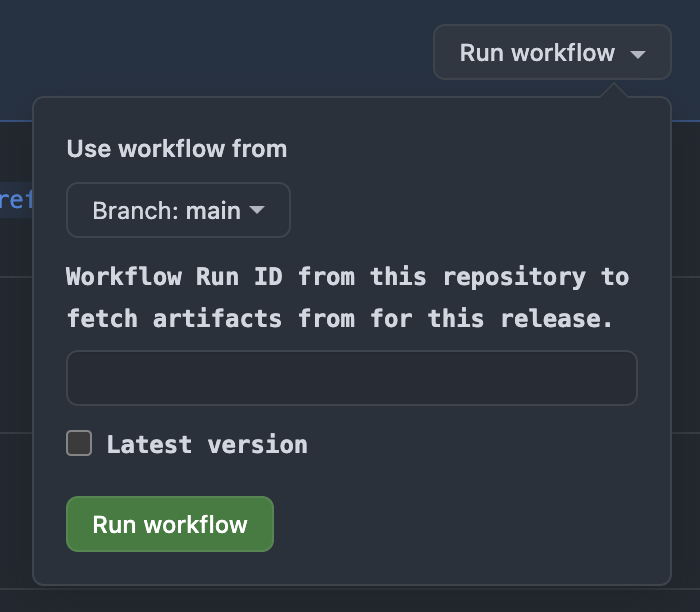 Run workflow
Use workflow from
ref
Branch: main
Workflow Run ID from this repository to
fetch artifacts from for this release.
Latest version
Run workflow